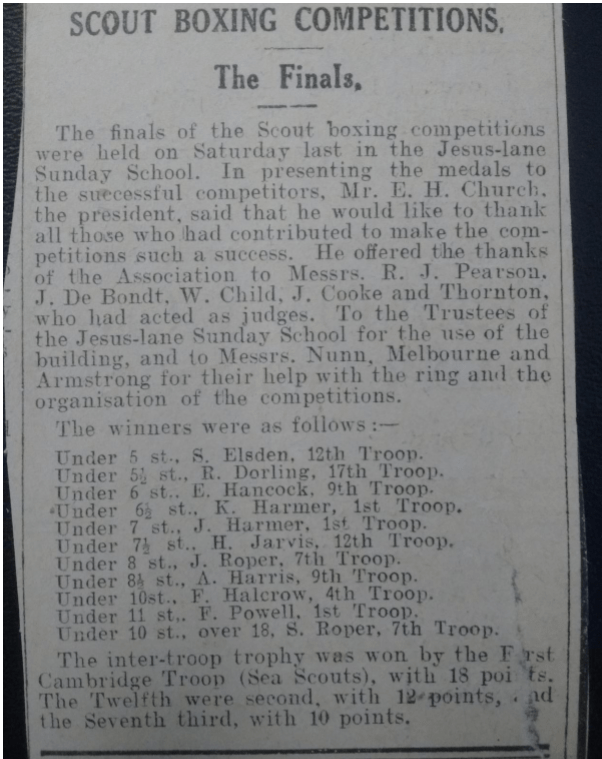 SCOUT BOXING COMPETITIONS.
The Finals.
The finals of the Scout boxing competitions
were held on Saturday last in the Jesus-lane
Sunday School. In presenting the medals to
the successful competitors, Mr. E. H. Church,
the president, said that he would like to thank
all those who had contributed to make the com-
petitions such a success. He offered the thanks
of the Association to Messrs. R. J. Pearson,
J. De Bondt, W. Child, J. Cooke and Thornton,
who had acted as judges. To the Trustees of
the Jesus-lane Sunday School for the use of the
building, and to Messrs. Nunn, Melbourne and
Armstrong for their help with the ring and the
organisation of the competitions.
The winners were as follows :—
Under 5 st., S. Elsden, 12th Troop.
Under 5½ st., R. Dorling, 17th Troop.
Under 6 st., E. Hancock, 9th Troop.
Under 6½ st., K. Harmer, 1st Troop.
Under 7 st., J. Harmer, 1st Troop.
Under 7½ st., H. Jarvis, 12th Troop.
Under 8 st., J. Roper, 7th Troop.
Under 8½ st., A. Harris, 9th Troop.
Under 10st., F. Halcrow, 4th Troop.
Under 11 st., F. Powell, 1st Troop.
Under 10 st., over 18, S. Roper, 7th Troop.
The inter-troop trophy was won by the First
Cambridge Troop (Sea Scouts), with 18 points.
The Twelfth were second, with 12 points, and
the Seventh third, with 10 points.